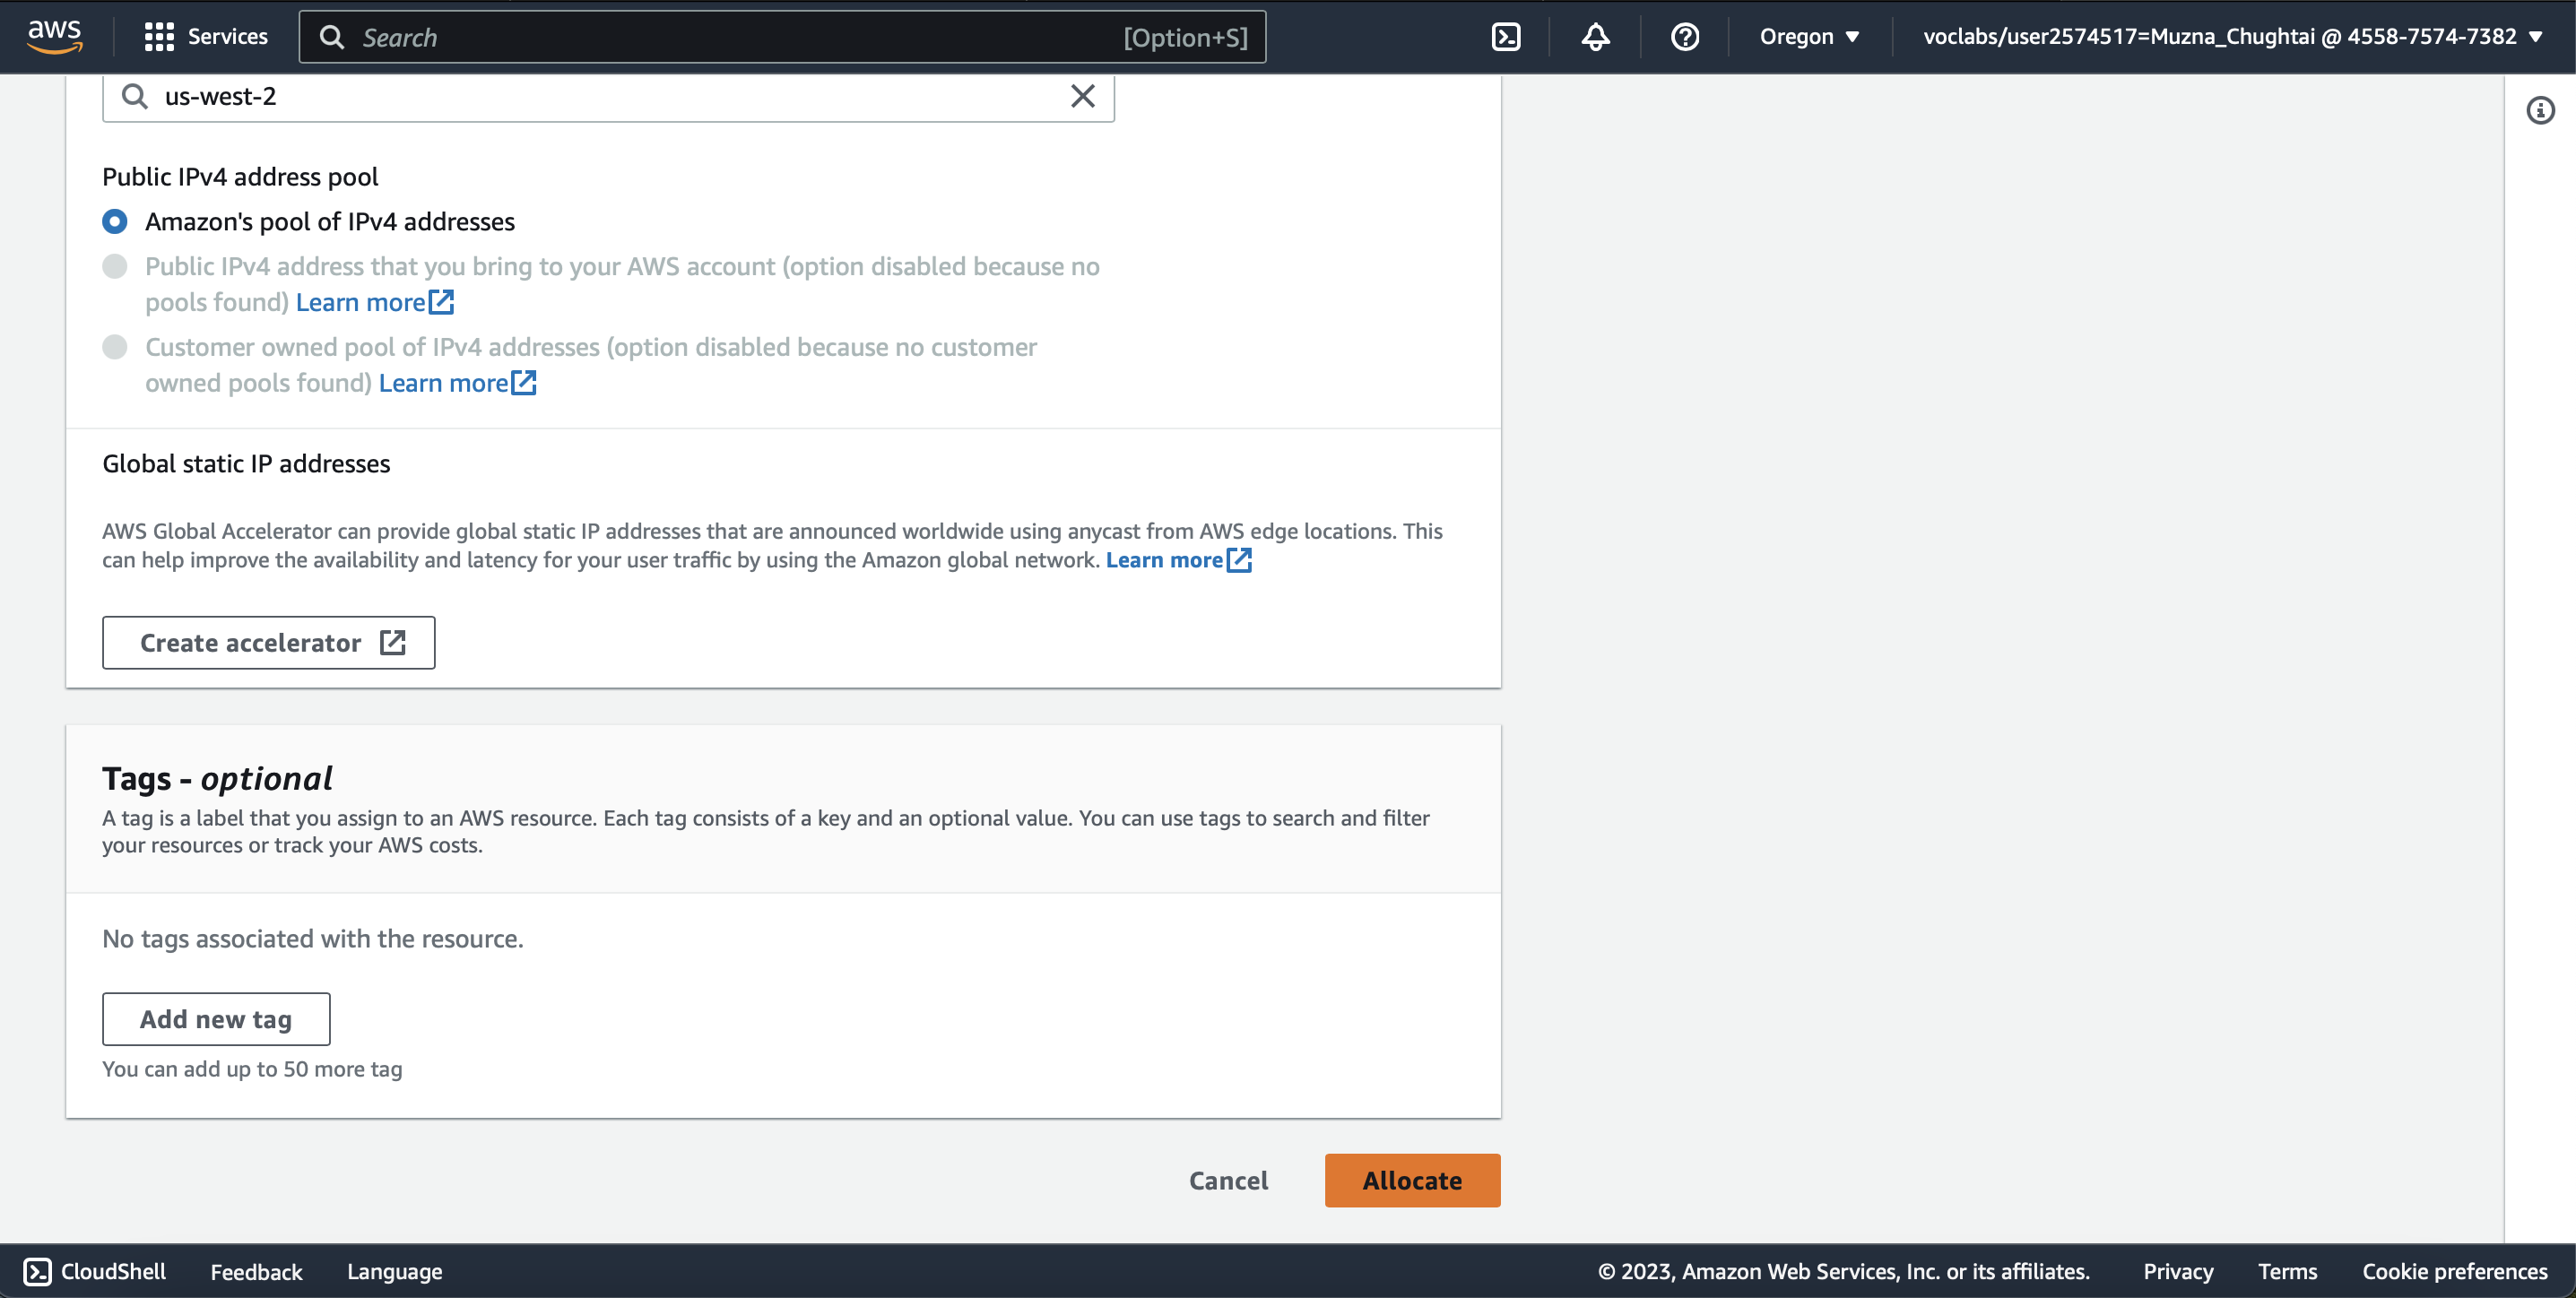 aws
Services
Search
[Option+S]
Oregon
voclabs/user2574517=Muzna_Chughtai @ 4558-7574-7382
us-west-2
Public IPv4 address pool
Amazon's pool of IPv4 addresses
Public IPv4 address that you bring to your AWS account (option disabled because no
pools found) Learn more
Customer owned pool of IPv4 addresses (option disabled because no customer
owned pools found) Learn more
Global static IP addresses
AWS Global Accelerator can provide global static IP addresses that are announced worldwide using anycast from AWS edge locations. This
can help improve the availability and latency for your user traffic by using the Amazon global network. Learn more
Create accelerator
Tags - optional
A tag is a label that you assign to an AWS resource. Each tag consists of a key and an optional value. You can use tags to search and filter
your resources or track your AWS costs.
No tags associated with the resource.
Add new tag
You can add up to 50 more tag
Cancel
Allocate
CloudShell
Feedback
Language
© 2023, Amazon Web Services, Inc. or its affiliates.
Privacy
Terms
Cookie preferences